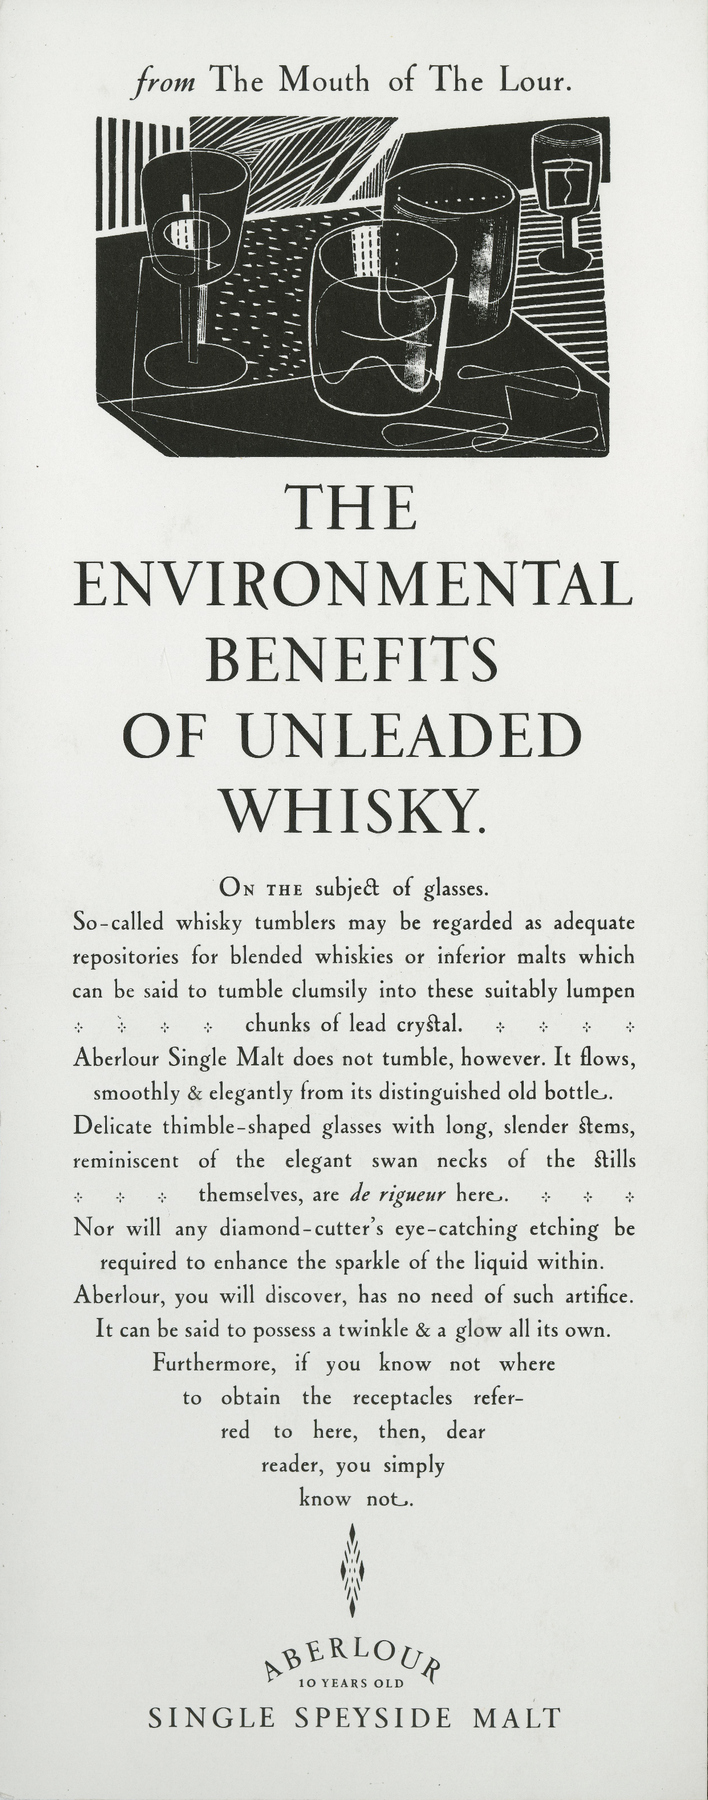 from The Mouth of The Lour.
THE
ENVIRONMENTAL
BENEFITS
OF UNLEADED
WHISKY.
ON THE subject of glasses.
So-called whisky tumblers may be regarded as adequate
repositories for blended whiskies or inferior malts which
can be said to tumble clumsily into these suitably lumpen
chunks of lead crystal.
Aberlour Single Malt does not tumble, however. It flows,
smoothly & elegantly from its distinguished old bottle.
Delicate thimble-shaped glasses with long, slender stems,
reminiscent of the elegant swan necks of the stills
themselves, are de rigueur here.
Nor will any diamond-cutter's eye-catching etching be
required to enhance the sparkle of the liquid within.
Aberlour, you will discover, has no need of such artifice.
It can be said to possess a twinkle & a glow all its own.
Furthermore, if you know not where
to obtain the receptacles refer-
red to here, then, dear
reader, you simply
know not.
ABERLOUR
10 YEARS OLD
SINGLE SPEYSIDE MALT